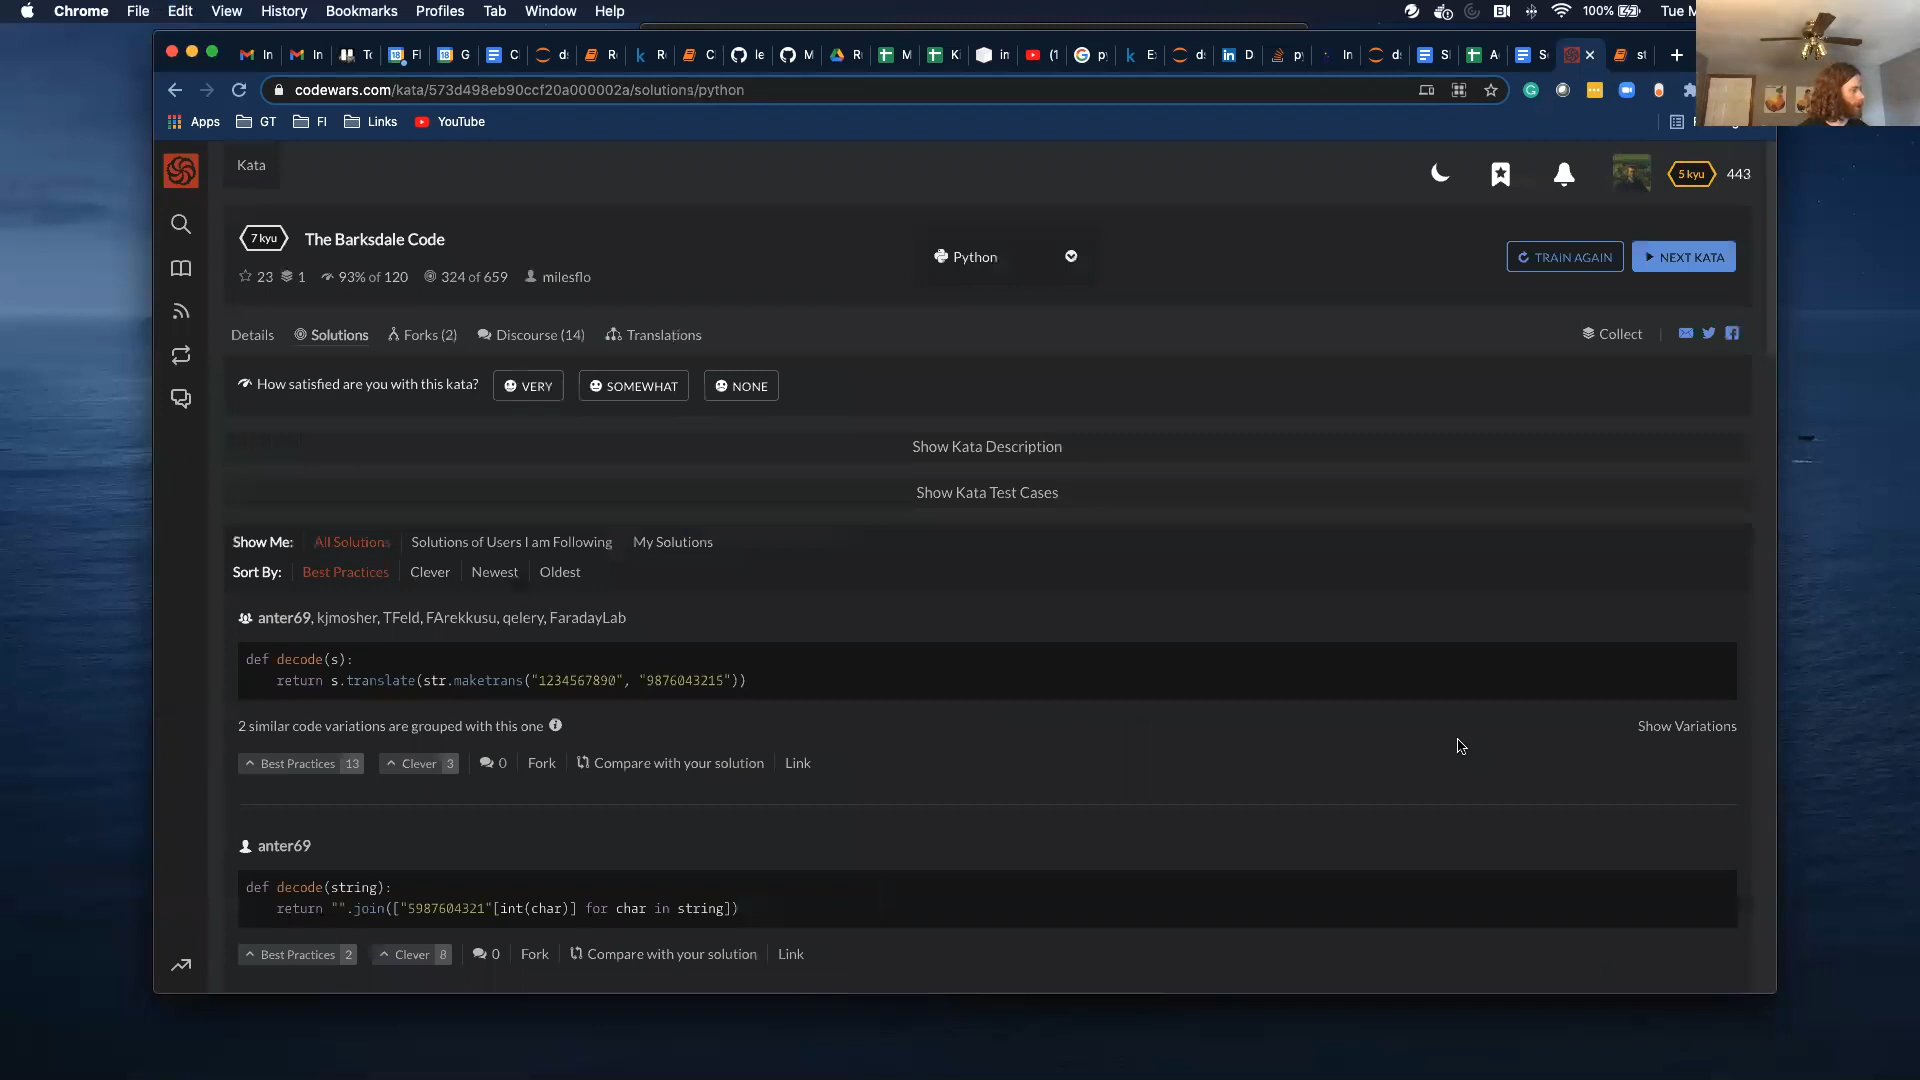 Chrome File Edit View History Bookmarks Profiles Tab Window Help 100% Tue M
codewars.com/kata/573d498eb90ccf20a000002a/solutions/python
Apps GT FI Links YouTube
Kata
5 kyu 443
7 kyu The Barksdale Code
Python
TRAIN AGAIN NEXT KATA
23 1 93% of 120 324 of 659 milesflo
Details Solutions Forks (2) Discourse (14) Translations Collect
How satisfied are you with this kata? VERY SOMEWHAT NONE
Show Kata Description
Show Kata Test Cases
Show Me: All Solutions Solutions of Users I am Following My Solutions
Sort By: Best Practices Clever Newest Oldest
anter69, kjmosher, TFeld, FArekkusu, qelery, FaradayLab
def decode(s):
return s.translate(str.maketrans("1234567890", "9876043215"))
2 similar code variations are grouped with this one Show Variations
Best Practices 13 Clever 3 0 Fork Compare with your solution Link
anter69
def decode(string):
return "".join(["5987604321"[int(char)] for char in string])
Best Practices 2 Clever 8 0 Fork Compare with your solution Link